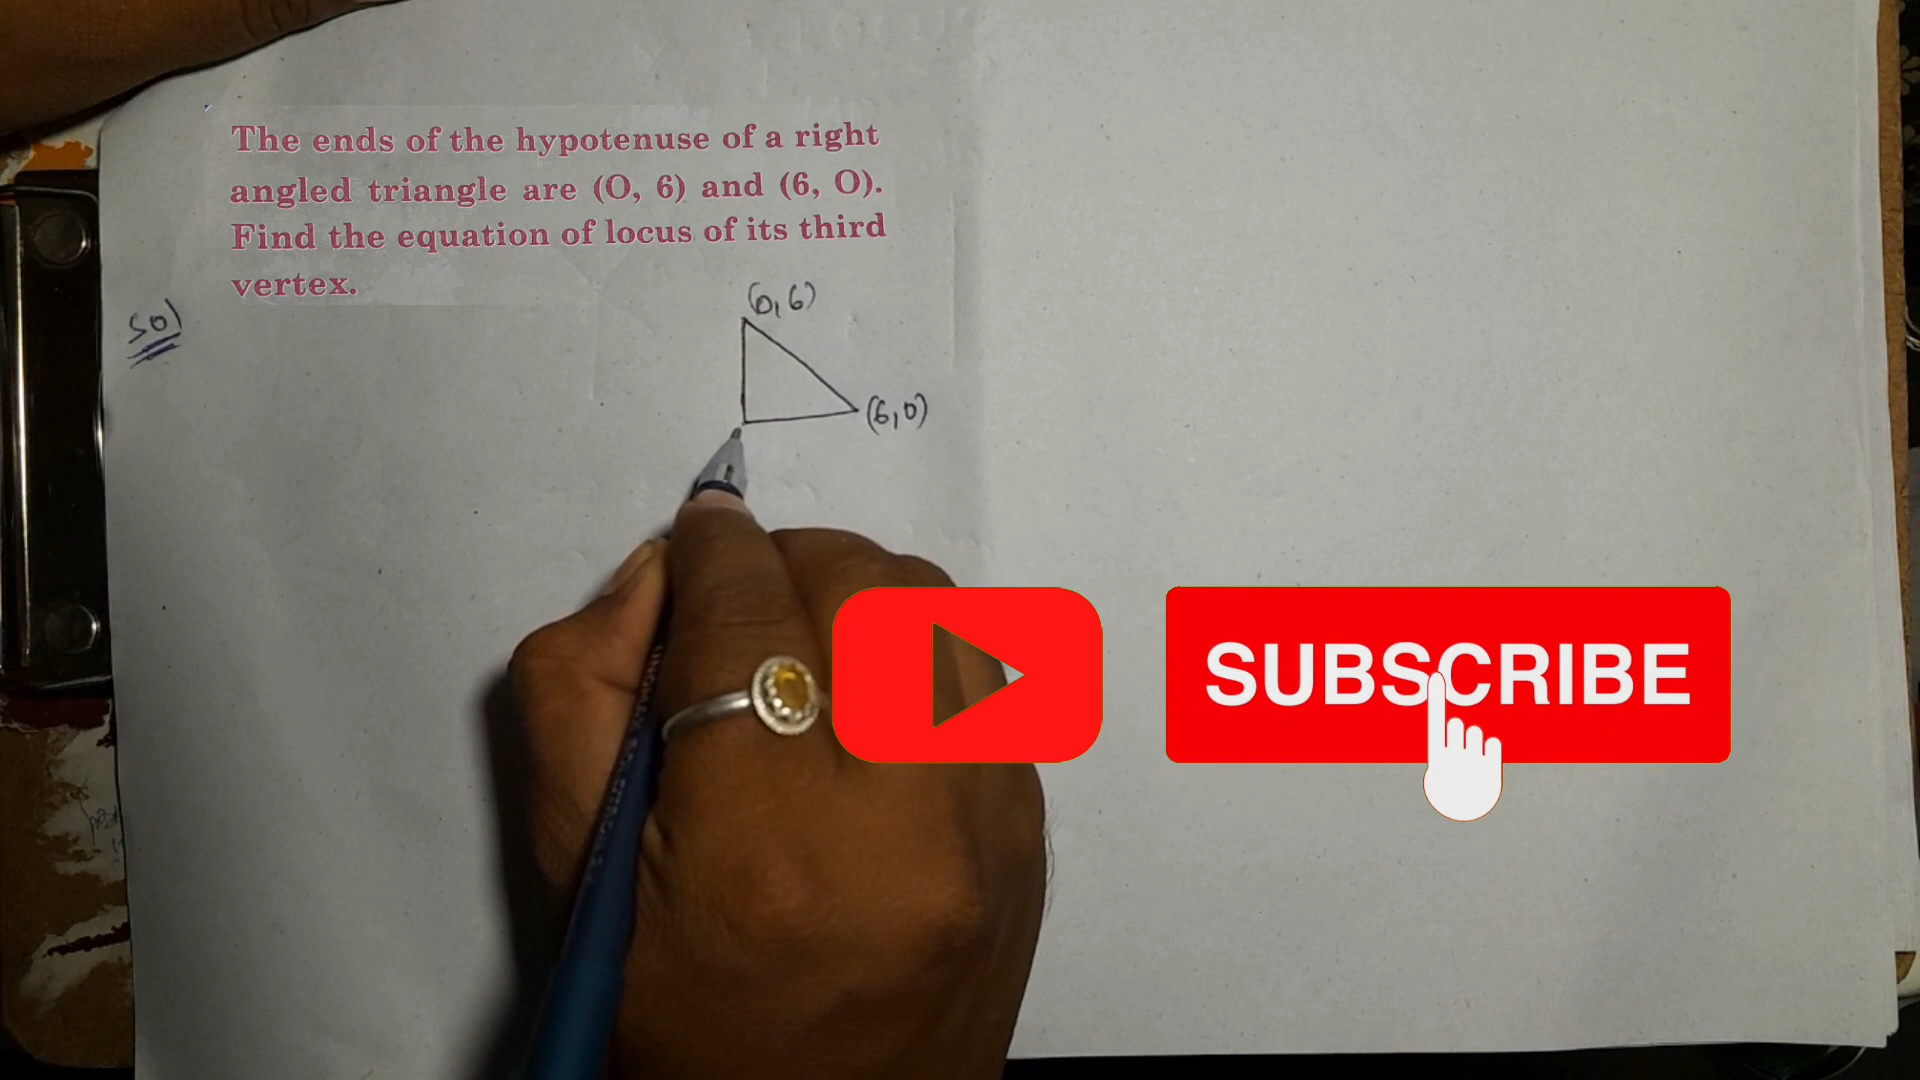 The ends of the hypotenuse of a right
angled triangle are (O, 6) and (6, O).
Find the equation of locus of its third
vertex.
Sol
(0,6)
(6,0)
SUBSCRIBE